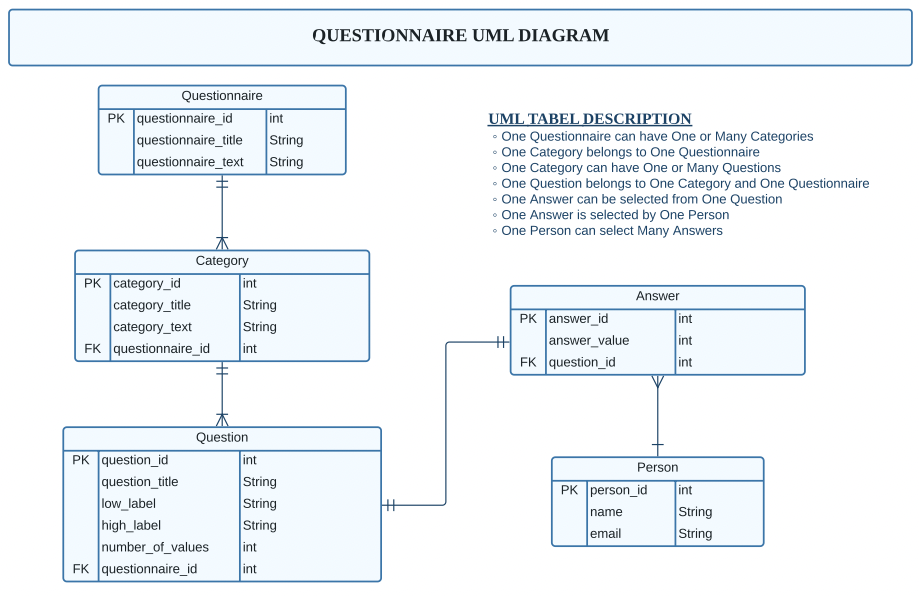 QUESTIONNAIRE UML DIAGRAM
Questionnaire
PK questionnaire_id int
questionnaire_title String
questionnaire_text String
UML TABEL DESCRIPTION
◦ One Questionnaire can have One or Many Categories
◦ One Category belongs to One Questionnaire
◦ One Category can have One or Many Questions
◦ One Question belongs to One Category and One Questionnaire
◦ One Answer can be selected from One Question
◦ One Answer is selected by One Person
◦ One Person can select Many Answers
Category
PK category_id int
category_title String
category_text String
FK questionnaire_id int
Answer
PK answer_id int
answer_value int
FK question_id int
Question
PK question_id int
question_title String
low_label String
high_label String
number_of_values int
FK questionnaire_id int
Person
PK person_id int
name String
email String